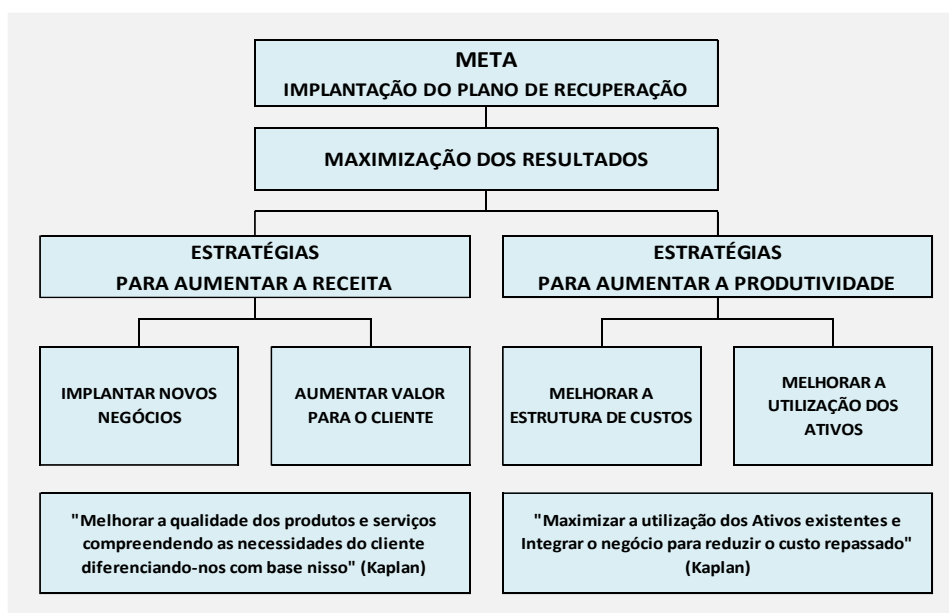 META
IMPLANTAÇÃO DO PLANO DE RECUPERAÇÃO
MAXIMIZAÇÃO DOS RESULTADOS
ESTRATÉGIAS
PARA AUMENTAR A RECEITA
ESTRATÉGIAS
PARA AUMENTAR A PRODUTIVIDADE
IMPLANTAR NOVOS
NEGÓCIOS
AUMENTAR VALOR
PARA O CLIENTE
MELHORAR A
ESTRUTURA DE CUSTOS
MELHORAR A
UTILIZAÇÃO DOS
ATIVOS
"Melhorar a qualidade dos produtos e serviços
compreendendo as necessidades do cliente
diferenciando-nos com base nisso" (Kaplan)
"Maximizar a utilização dos Ativos existentes e
Integrar o negócio para reduzir o custo repassado"
(Kaplan)